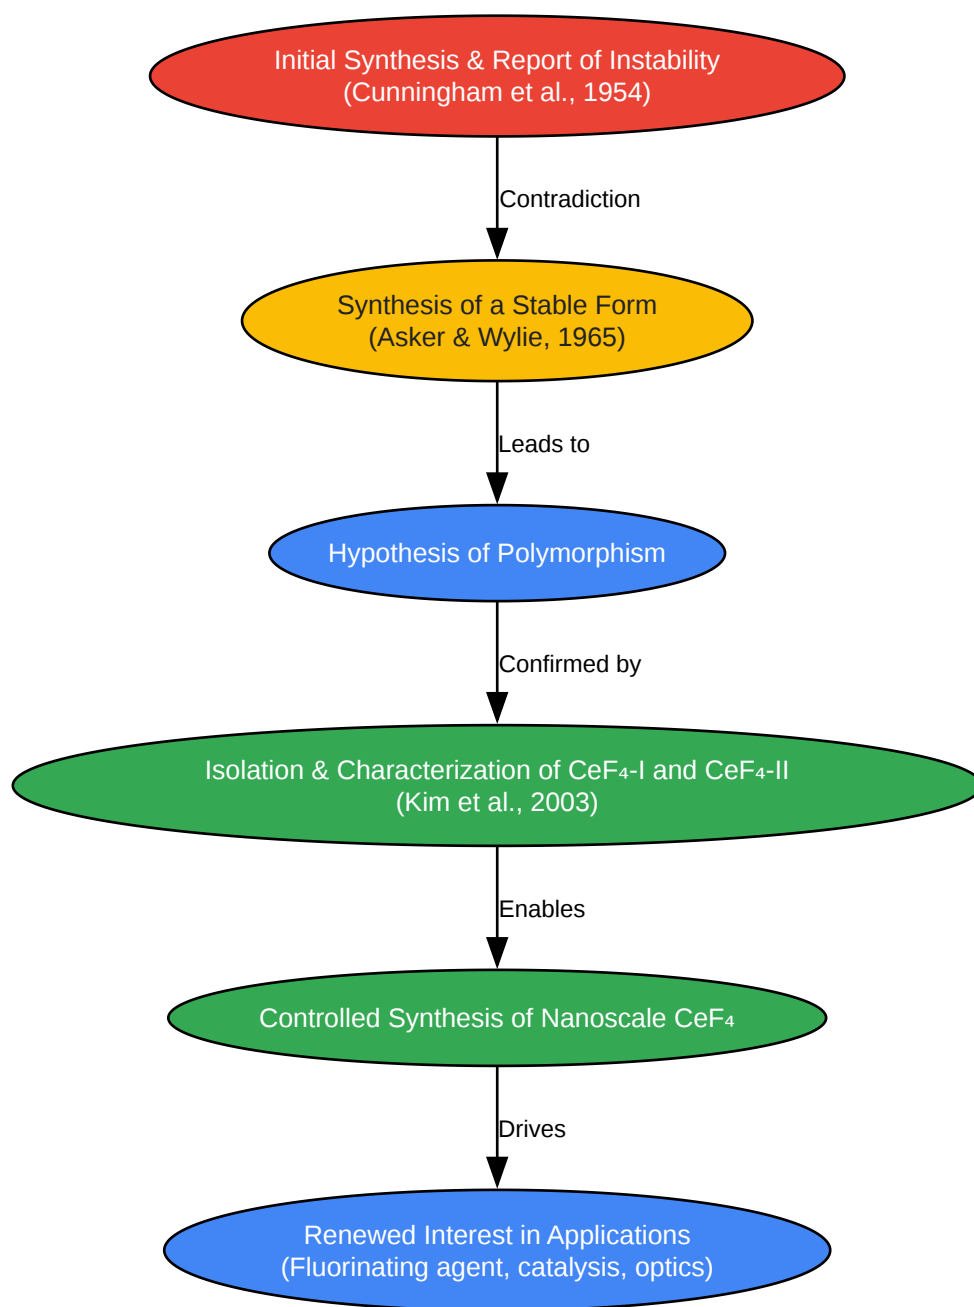 Initial Synthesis & Report of Instability
(Cunningham et al., 1954)
Contradiction
Synthesis of a Stable Form
(Asker & Wylie, 1965)
Leads to
Hypothesis of Polymorphism
Confirmed by
Isolation & Characterization of CeF₄-I and CeF₄-II
(Kim et al., 2003)
Enables
Controlled Synthesis of Nanoscale CeF₄
Drives
Renewed Interest in Applications
(Fluorinating agent, catalysis, optics)